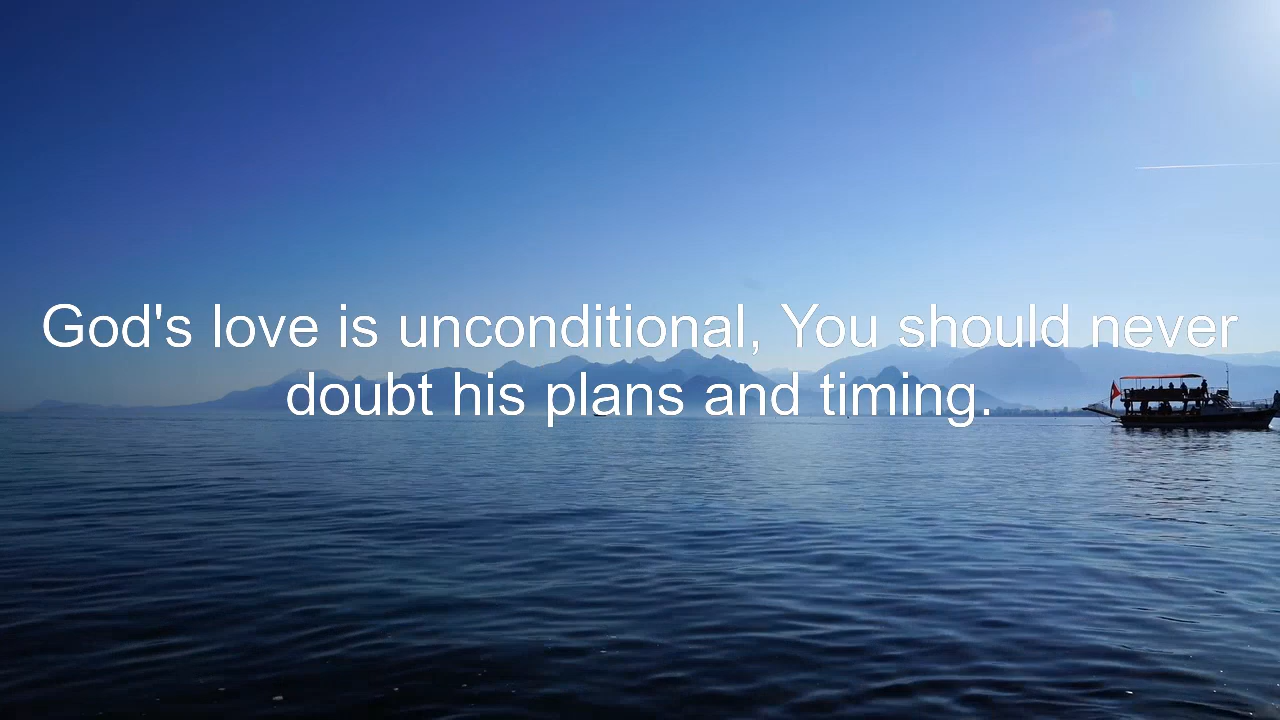 God's love is unconditional, You should never
doubt his plans and timing.